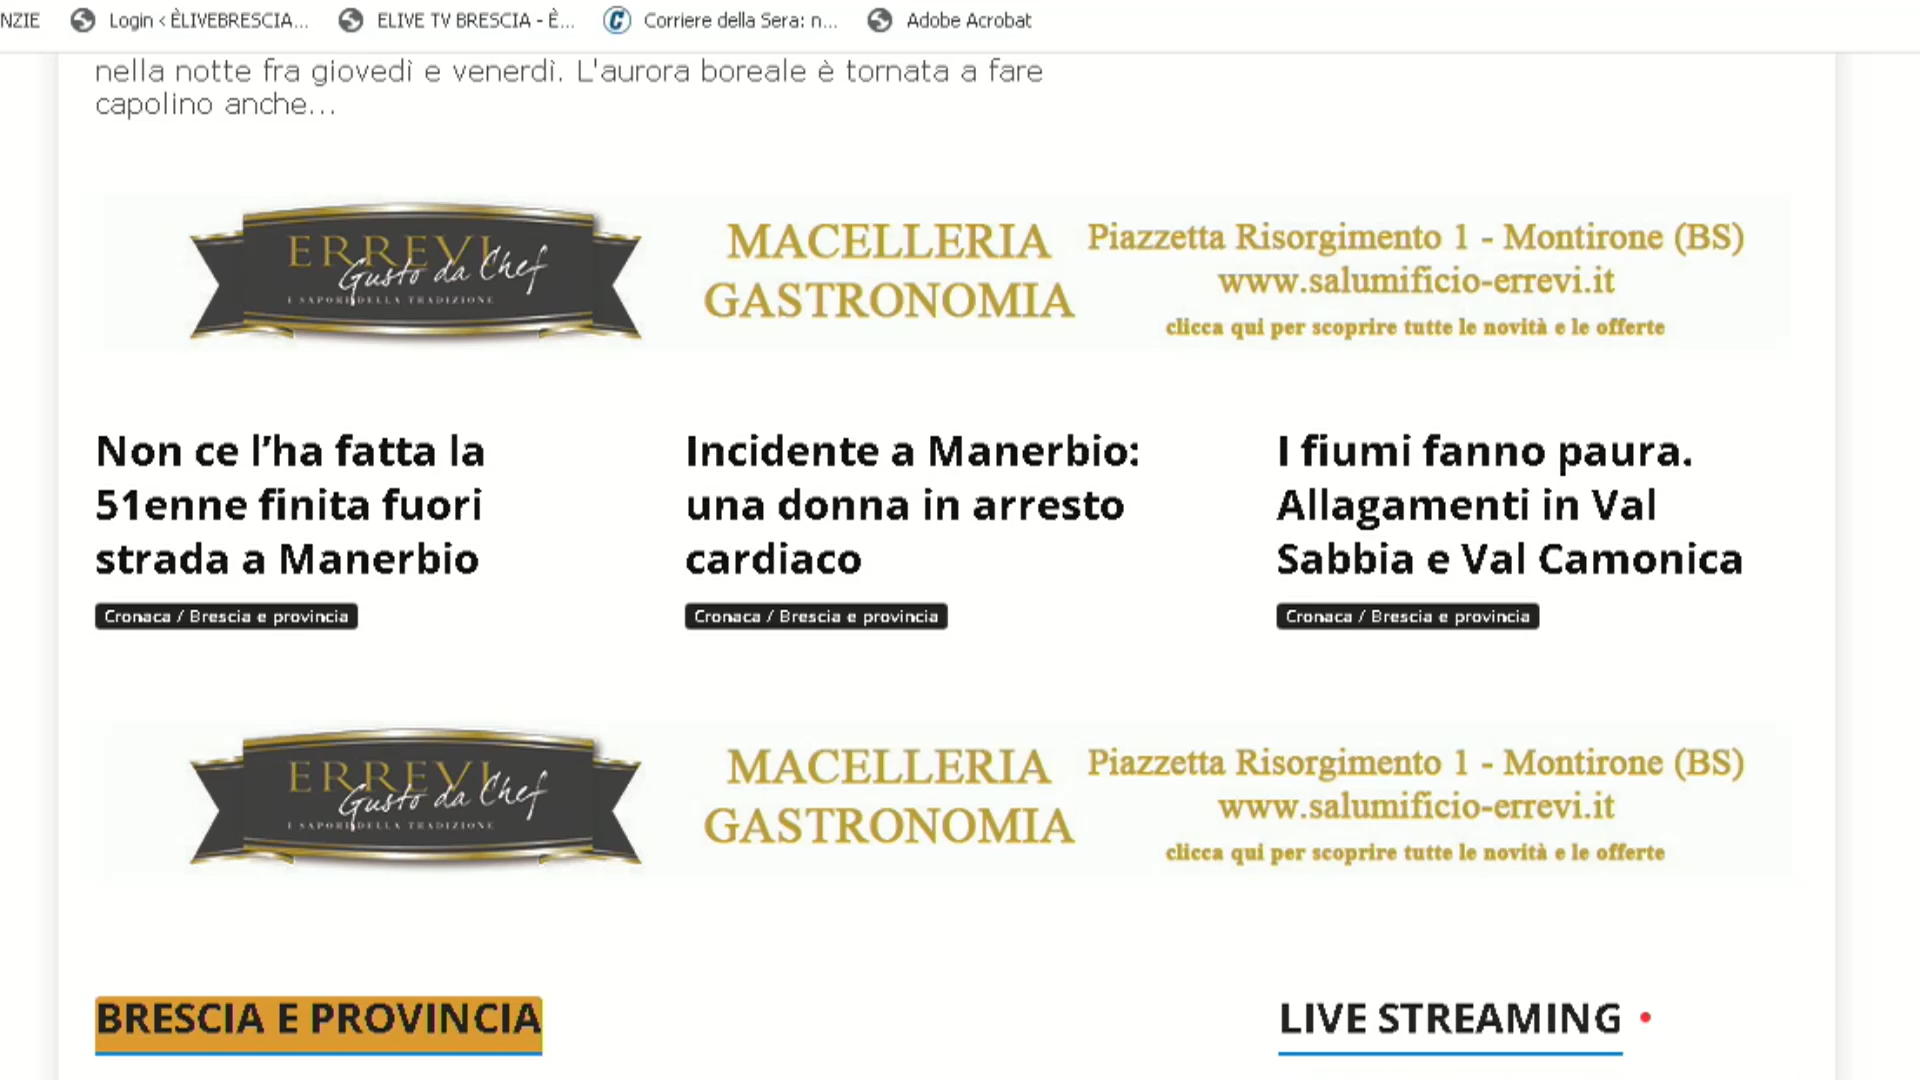 NZIE
Login ‹ ÈLIVEBRESCIA...
ELIVE TV BRESCIA - È...
Corriere della Sera: n...
Adobe Acrobat
nella notte fra giovedì e venerdì. L'aurora boreale è tornata a fare
capolino anche...
ERREVI
Gusto da Chef
I SAPORI DELLA TRADIZIONE
MACELLERIA
GASTRONOMIA
Piazzetta Risorgimento 1 - Montirone (BS)
www.salumificio-errevi.it
clicca qui per scoprire tutte le novità e le offerte
Non ce l’ha fatta la
51enne finita fuori
strada a Manerbio
Cronaca / Brescia e provincia
Incidente a Manerbio:
una donna in arresto
cardiaco
Cronaca / Brescia e provincia
I fiumi fanno paura.
Allagamenti in Val
Sabbia e Val Camonica
Cronaca / Brescia e provincia
ERREVI
Gusto da Chef
I SAPORI DELLA TRADIZIONE
MACELLERIA
GASTRONOMIA
Piazzetta Risorgimento 1 - Montirone (BS)
www.salumificio-errevi.it
clicca qui per scoprire tutte le novità e le offerte
BRESCIA E PROVINCIA
LIVE STREAMING